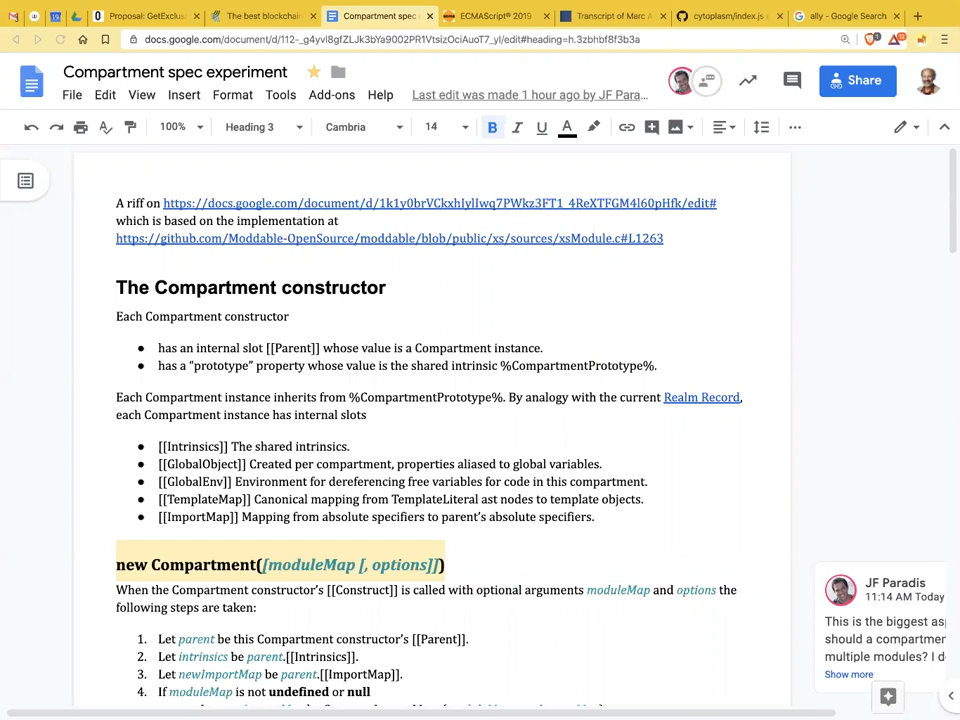 Proposal: GetExclus
The best blockchain
Compartment spec e
ECMAScript® 2019
Transcript of Marc A
cytoplasm/index.js a
ally - Google Search
docs.google.com/document/d/112-_g4yvl8gfZLJk3bYa9002PR1VtsizOciAuoT7_yI/edit#heading=h.3zbhbf8f3b3a
Compartment spec experiment
File Edit View Insert Format Tools Add-ons Help Last edit was made 1 hour ago by JF Para...
Share
100% Heading 3 Cambria 14 B I U A
A riff on https://docs.google.com/document/d/1k1y0brVCkxhIylIwq7PWkz3FT1_4ReXTFGM4l60pHfk/edit#
which is based on the implementation at
https://github.com/Moddable-OpenSource/moddable/blob/public/xs/sources/xsModule.c#L1263
The Compartment constructor
Each Compartment constructor
● has an internal slot [[Parent]] whose value is a Compartment instance.
● has a “prototype” property whose value is the shared intrinsic %CompartmentPrototype%.
Each Compartment instance inherits from %CompartmentPrototype%. By analogy with the current Realm Record,
each Compartment instance has internal slots
● [[Intrinsics]] The shared intrinsics.
● [[GlobalObject]] Created per compartment, properties aliased to global variables.
● [[GlobalEnv]] Environment for dereferencing free variables for code in this compartment.
● [[TemplateMap]] Canonical mapping from TemplateLiteral ast nodes to template objects.
● [[ImportMap]] Mapping from absolute specifiers to parent’s absolute specifiers.
new Compartment([moduleMap [, options]])
When the Compartment constructor’s [[Construct]] is called with optional arguments moduleMap and options the
following steps are taken:
1. Let parent be this Compartment constructor’s [[Parent]].
2. Let intrinsics be parent.[[Intrinsics]].
3. Let newImportMap be parent.[[ImportMap]].
4. If moduleMap is not undefined or null
JF Paradis
11:14 AM Today
This is the biggest asp
should a compartmen
multiple modules? I d
Show more